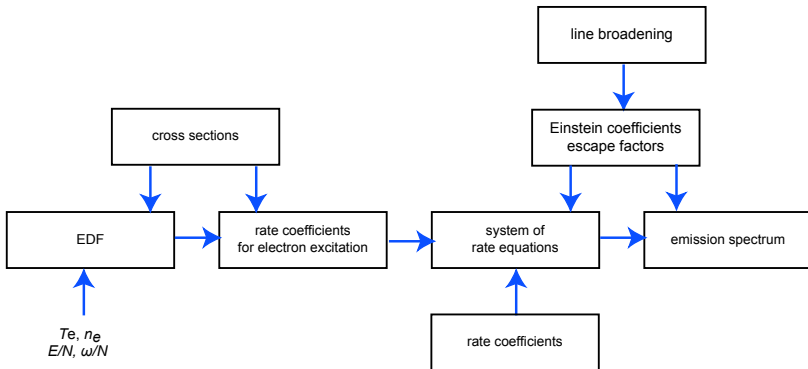 line broadening
cross sections
Einstein coefficients
escape factors
EDF
rate coefficients
for electron excitation
system of
rate equations
emission spectrum
Te, ne
E/N, ω/N
rate coefficients